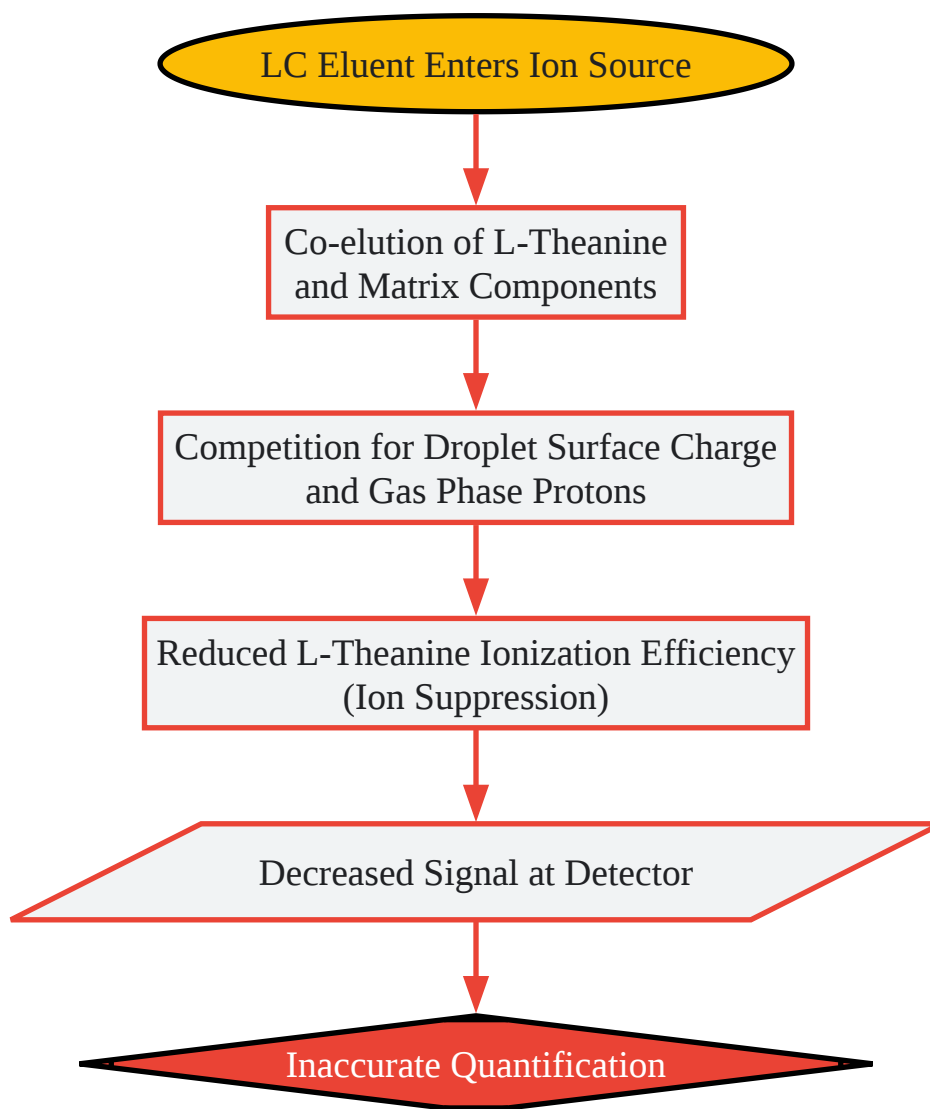 LC Eluent Enters Ion Source
Co-elution of L-Theanine
and Matrix Components
Competition for Droplet Surface Charge
and Gas Phase Protons
Reduced L-Theanine Ionization Efficiency
(Ion Suppression)
Decreased Signal at Detector
Inaccurate Quantification